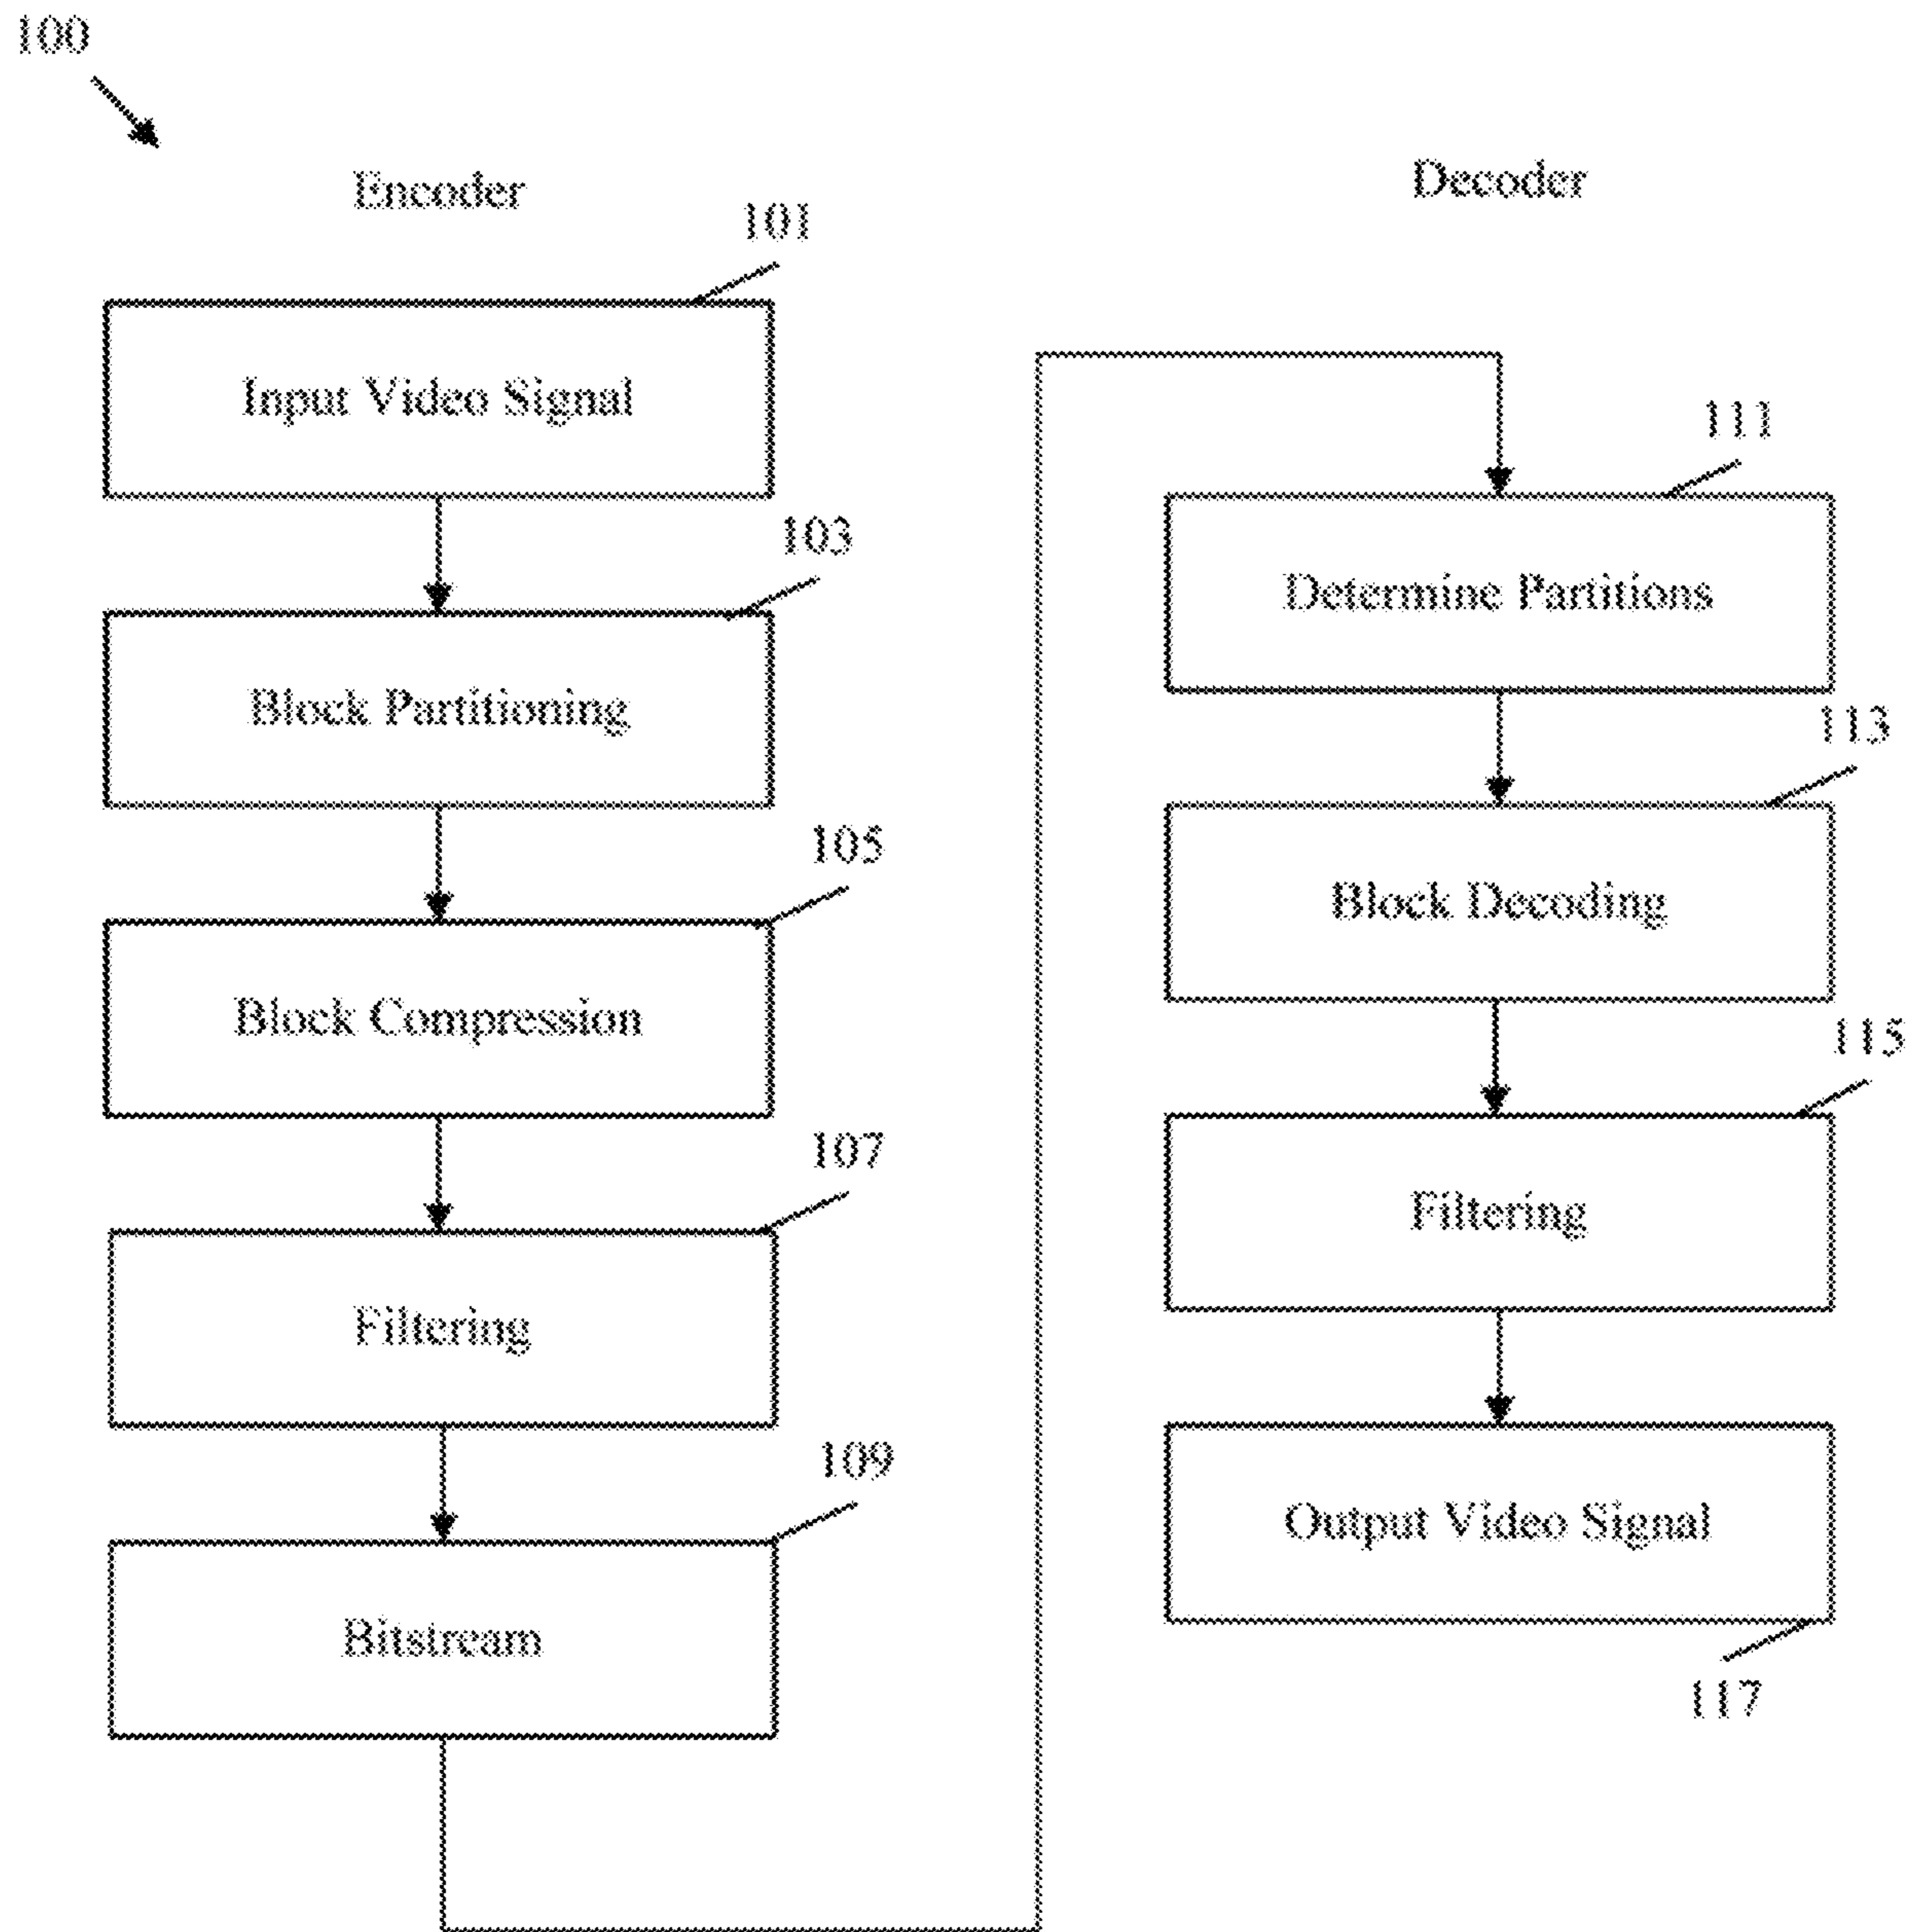 100
Encoder
101
Input Video Signal
103
Block Partitioning
105
Block Compression
107
Filtering
109
Bitstream
Decoder
111
Determine Partitions
113
Block Decoding
115
Filtering
Output Video Signal
117